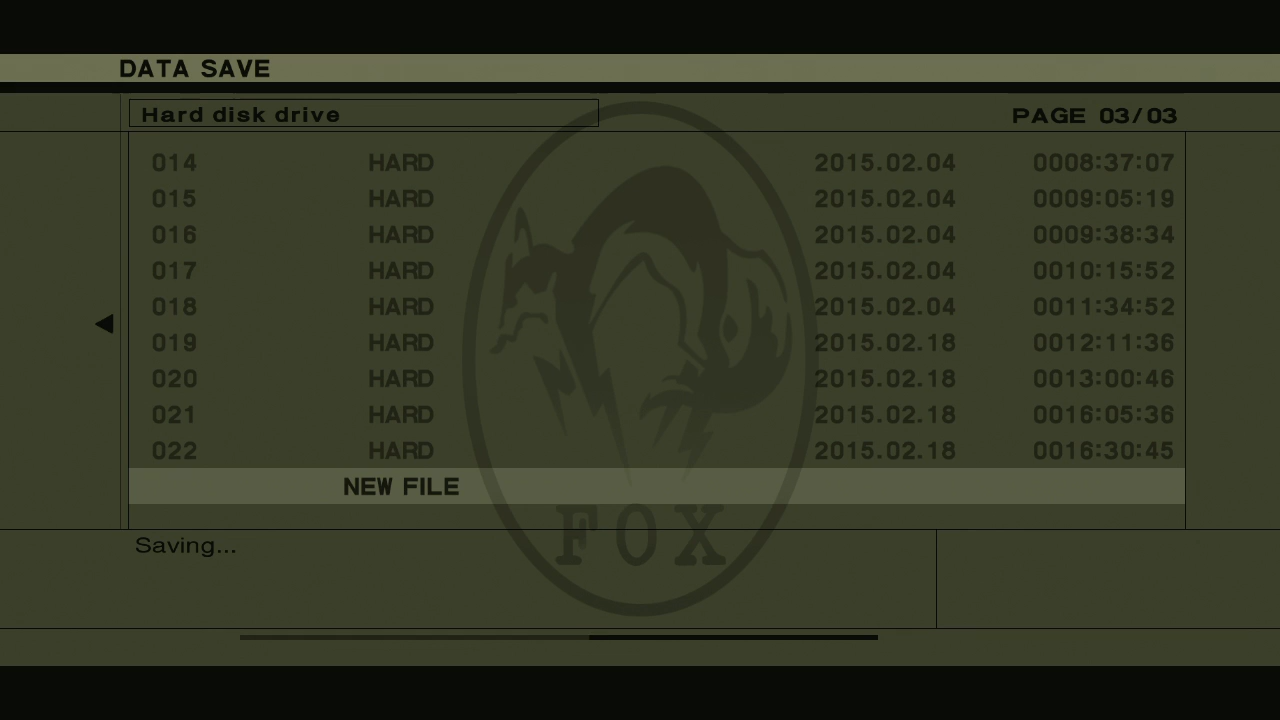 DATA SAVE
Hard disk drive PAGE 03/03
014 HARD 2015.02.04 0008:37:07
015 HARD 2015.02.04 0009:05:19
016 HARD 2015.02.04 0009:38:34
017 HARD 2015.02.04 0010:15:52
018 HARD 2015.02.04 0011:34:52
019 HARD 2015.02.18 0012:11:36
020 HARD 2015.02.18 0013:00:46
021 HARD 2015.02.18 0016:05:36
022 HARD 2015.02.18 0016:30:45
NEW FILE
FOX
Saving...